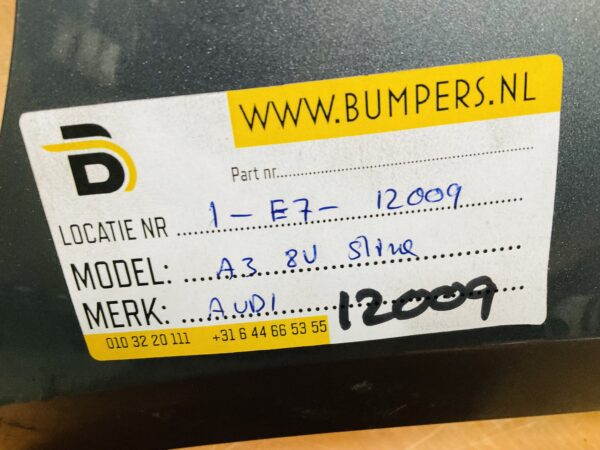 WWW.BUMPERS.NL
Part nr
LOCATIE NR 1-E7- 12009
MODEL: A3 8V Sline
MERK: AUDI 12009
010 32 20 111 +31 6 44 66 53 55